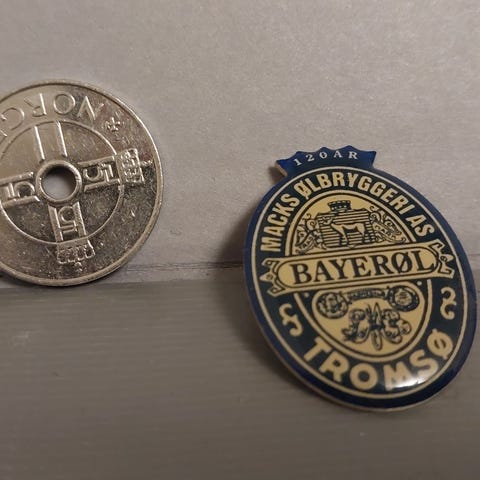 NORGE
120 ÅR
MACKS ØLBRYGGERI AS
BAYERØL
TROMSØ